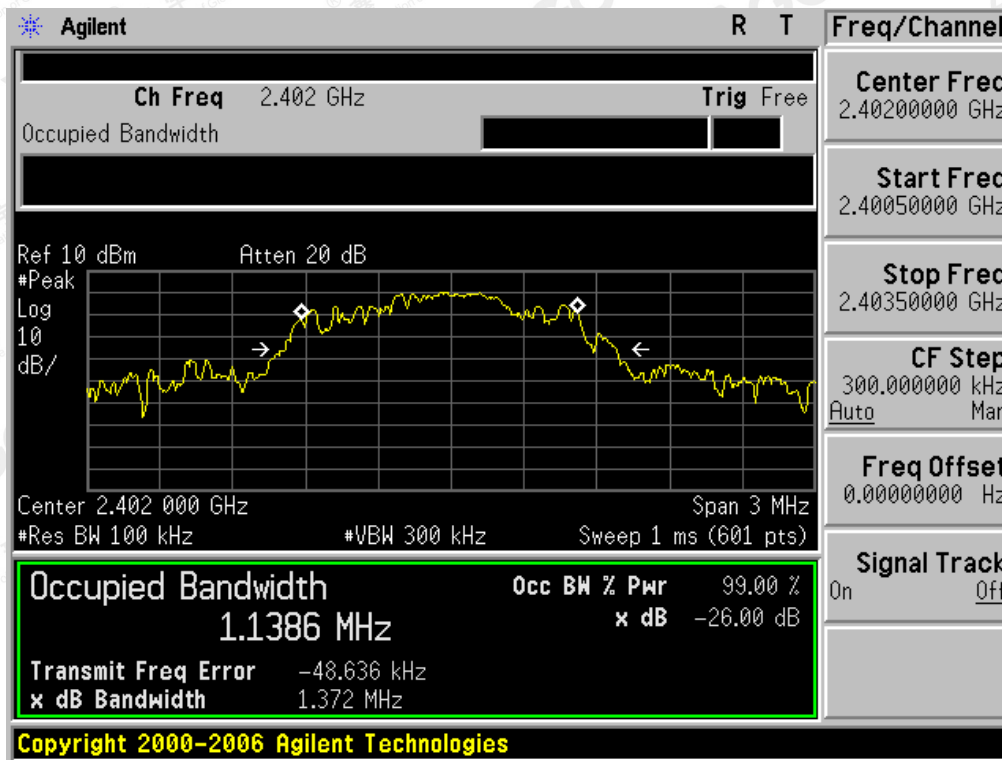 Agilent R T Freq/Channel
Ch Freq 2.402 GHz Trig Free
Occupied Bandwidth
Center Freq
2.40200000 GHz
Start Freq
2.40050000 GHz
Stop Freq
2.40350000 GHz
CF Step
300.000000 kHz
Auto Man
Freq Offset
0.00000000 Hz
Signal Track
On Off
Ref 10 dBm Atten 20 dB
#Peak
Log
10
dB/
Center 2.402 000 GHz Span 3 MHz
#Res BW 100 kHz #VBW 300 kHz Sweep 1 ms (601 pts)
Occupied Bandwidth Occ BW % Pwr 99.00 %
1.1386 MHz x dB -26.00 dB
Transmit Freq Error -48.636 kHz
x dB Bandwidth 1.372 MHz
Copyright 2000-2006 Agilent Technologies